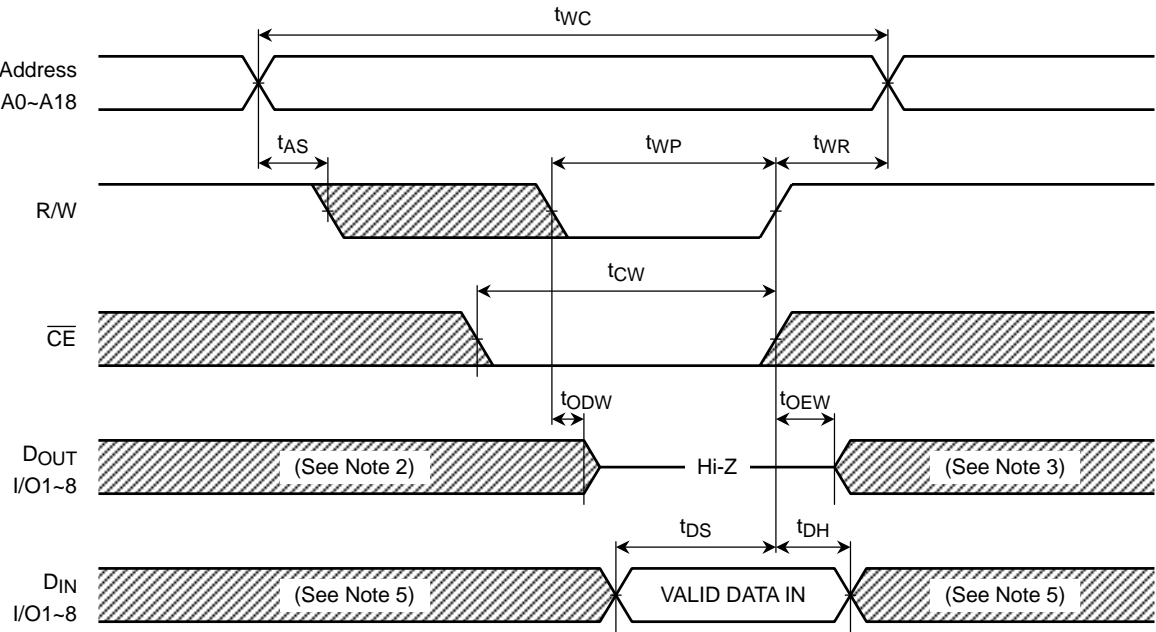 tWC
Address
A0~A18
tAS
tWP
tWR
R/W
tCW
CE
tODW
tOEW
DOUT
I/O1~8
(See Note 2)
Hi-Z
(See Note 3)
tDS
tDH
DIN
I/O1~8
(See Note 5)
VALID DATA IN
(See Note 5)